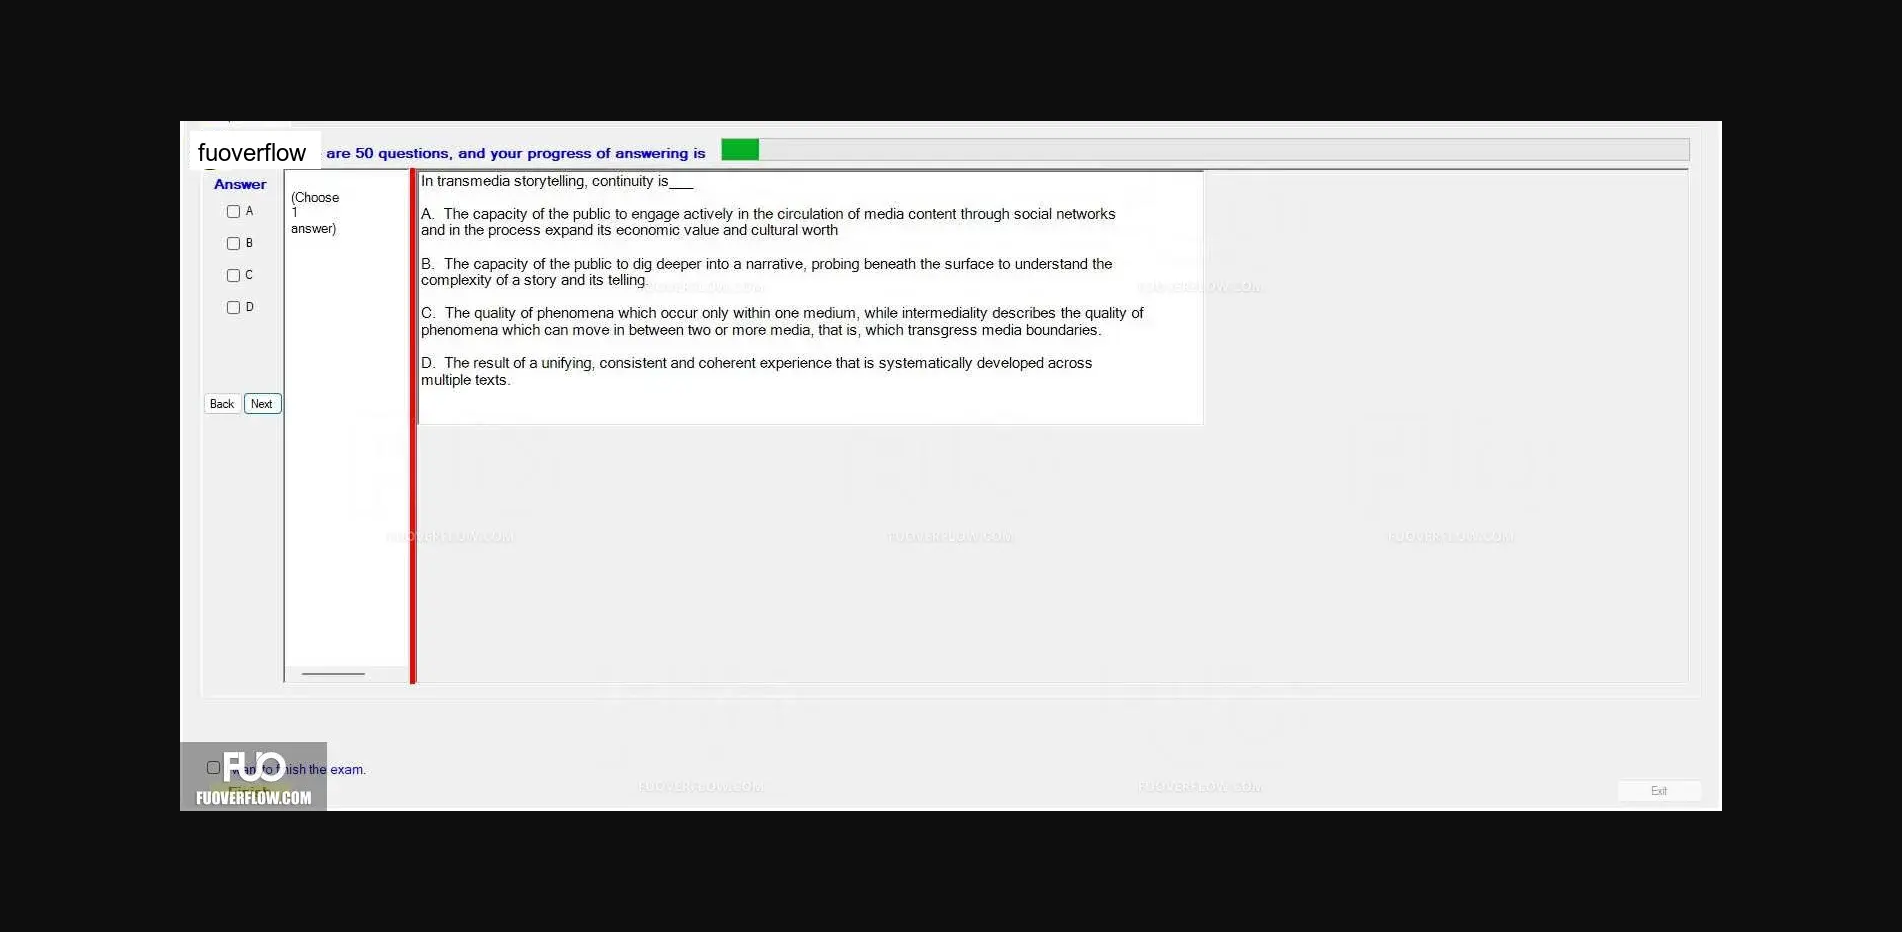 fuoverflow are 50 questions, and your progress of answering is
Answer
A
B
C
D
Back Next
(Choose
1
answer)
In transmedia storytelling, continuity is___
A. The capacity of the public to engage actively in the circulation of media content through social networks
and in the process expand its economic value and cultural worth
B. The capacity of the public to dig deeper into a narrative, probing beneath the surface to understand the
complexity of a story and its telling.
C. The quality of phenomena which occur only within one medium, while intermediality describes the quality of
phenomena which can move in between two or more media, that is, which transgress media boundaries.
D. The result of a unifying, consistent and coherent experience that is systematically developed across
multiple texts.
FUOVERFLOW.COM FUOVERFLOW.COM
FUOVERFLOW.COM FUOVERFLOW.COM FUOVERFLOW.COM
FUO
want to finish the exam.
Finish
FUOVERFLOW.COM
FUOVERFLOW.COM FUOVERFLOW.COM
Exit